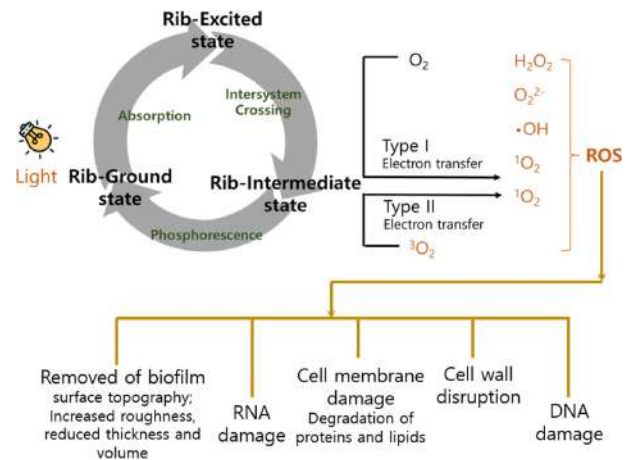 Rib-Excited
state
Absorption
Intersystem
Crossing
Light
Rib-Ground
state
Rib-Intermediate
state
Phosphorescence
O₂
Type I
Electron transfer
Type II
Electron transfer
³O₂
H₂O₂
O₂²⁻
•OH
¹O₂
¹O₂
ROS
Removed of biofilm
surface topography;
Increased roughness,
reduced thickness and
volume
RNA
damage
Cell membrane
damage
Degradation of
proteins and lipids
Cell wall
disruption
DNA
damage